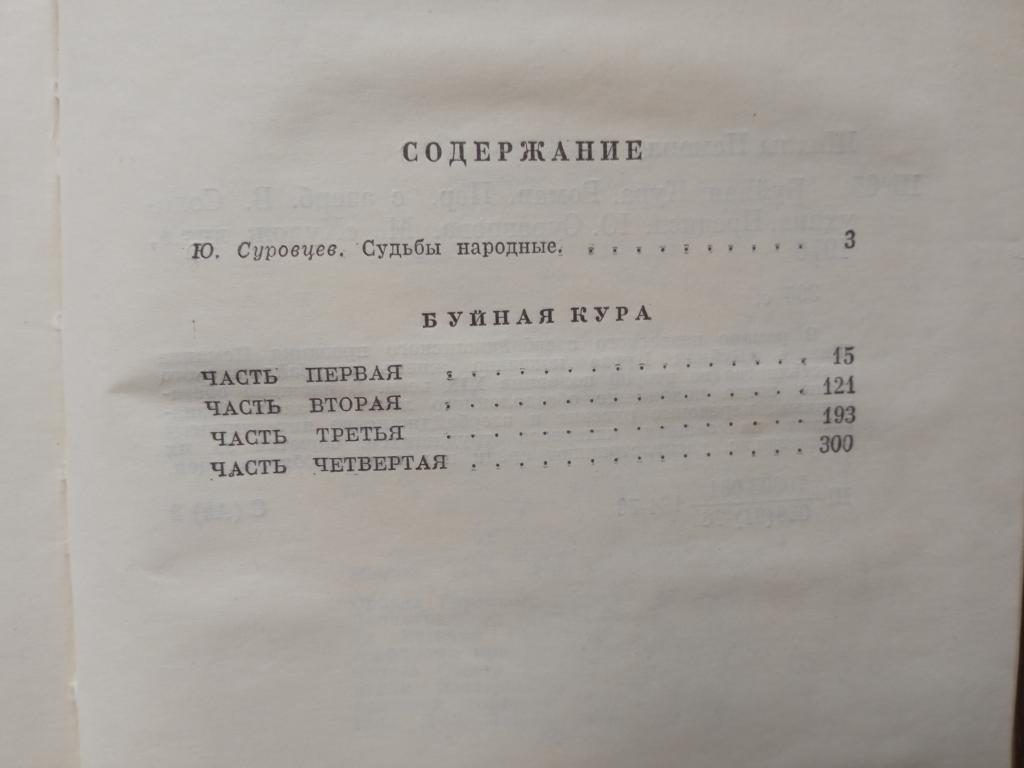 СОДЕРЖАНИЕ
Ю. Суровцев. Судьбы народные. . . . . . . . . . . 3
БУЙНАЯ КУРА
ЧАСТЬ ПЕРВАЯ . . . . . . . . . . . . . . . . 15
ЧАСТЬ ВТОРАЯ . . . . . . . . . . . . . . . . 121
ЧАСТЬ ТРЕТЬЯ . . . . . . . . . . . . . . . . 193
ЧАСТЬ ЧЕТВЕРТАЯ . . . . . . . . . . . . . . . 300